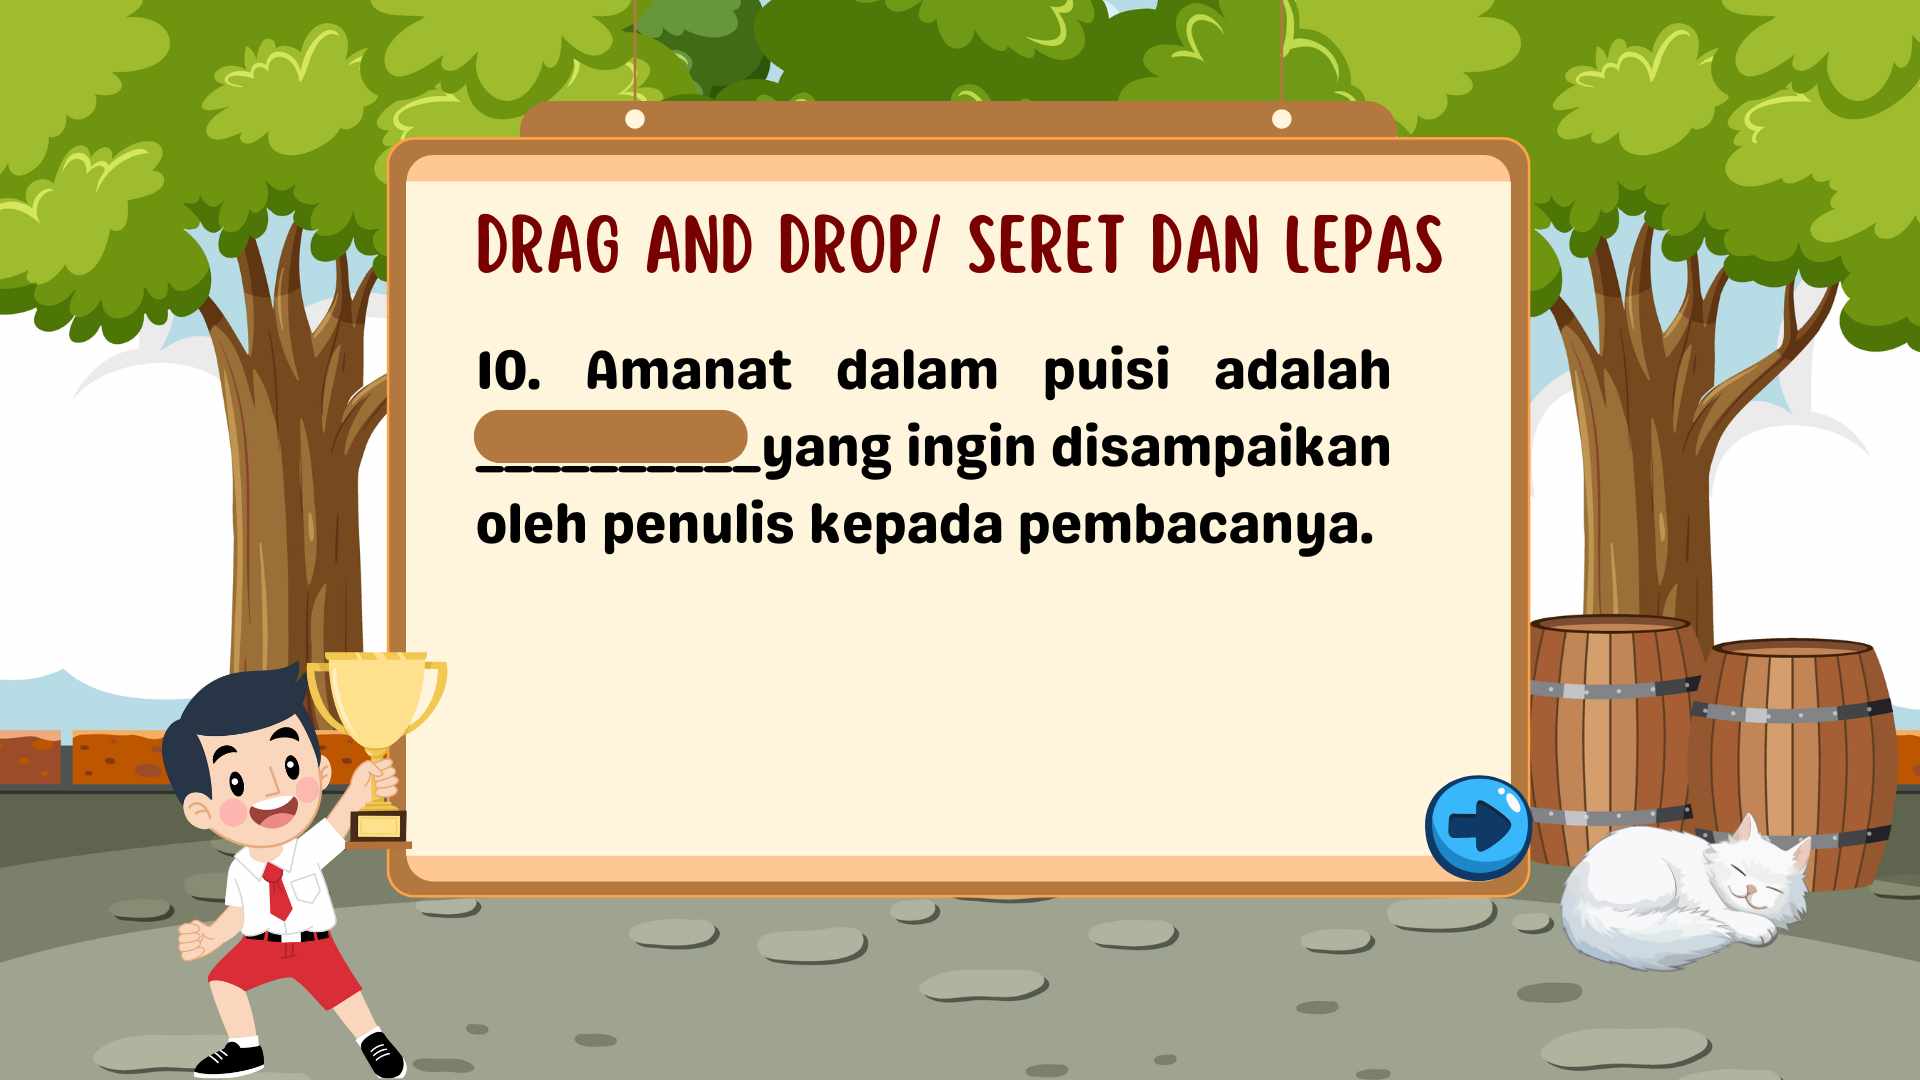 DRAG AND DROP/ SERET DAN LEPAS
10. Amanat dalam puisi adalah
__________yang ingin disampaikan
oleh penulis kepada pembacanya.